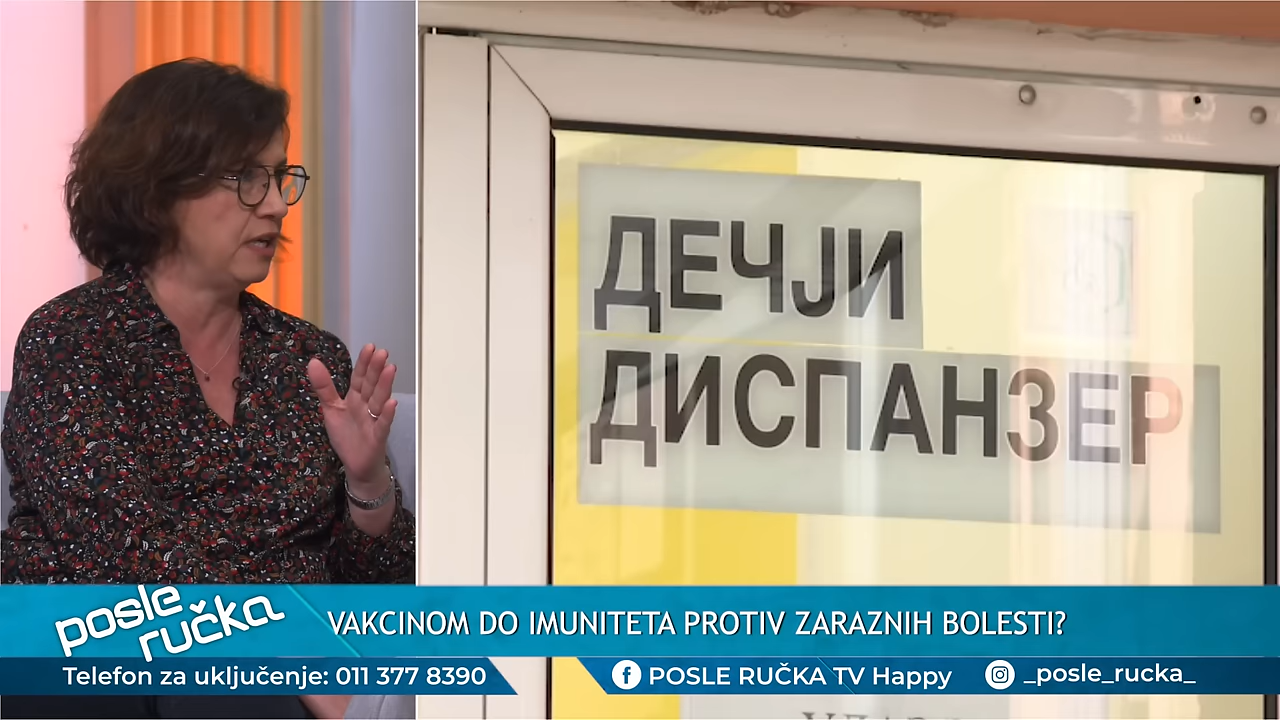 ДЕЧЈИ
ДИСПАНЗЕР
posle
ručka
VAKCINOM DO IMUNITETA PROTIV ZARAZNIH BOLESTI?
Telefon za uključenje: 011 377 8390
POSLE RUČKA TV Happy
_posle_rucka_